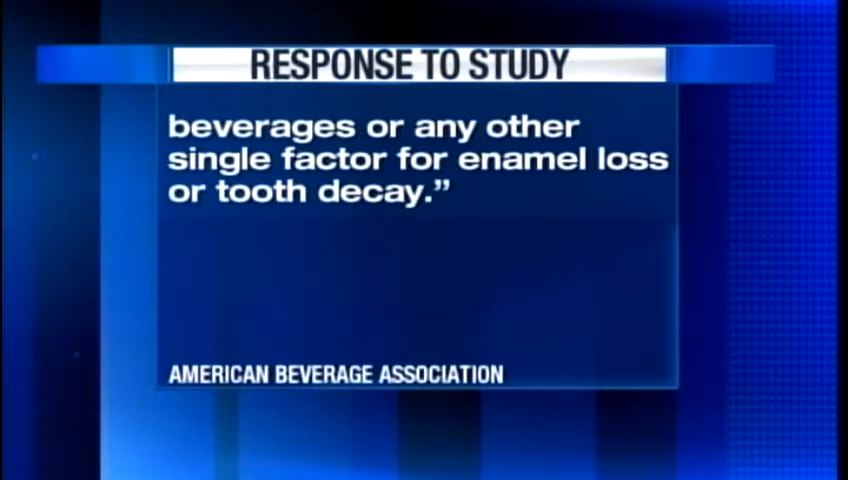 RESPONSE TO STUDY
beverages or any other
single factor for enamel loss
or tooth decay.”
AMERICAN BEVERAGE ASSOCIATION